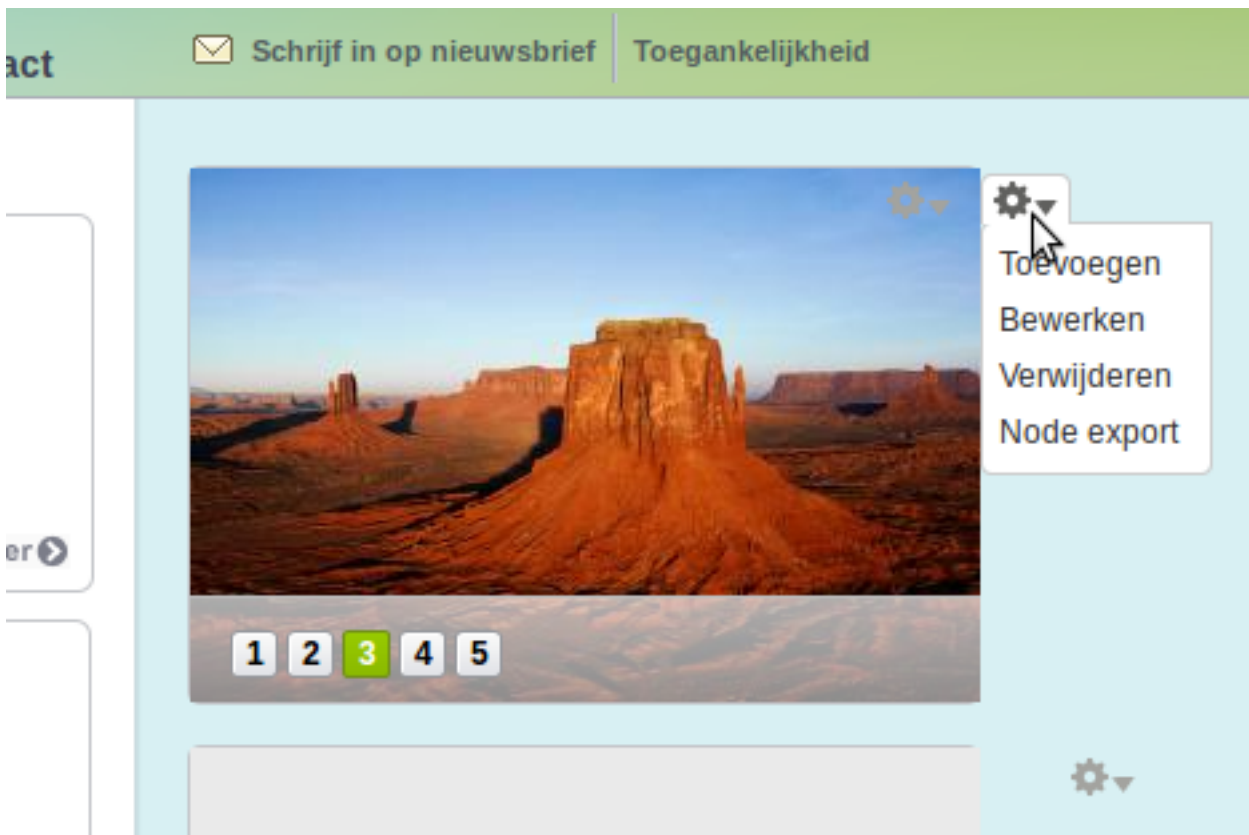 act
Schrijf in op nieuwsbrief
Toegankelijkheid
Toevoegen
Bewerken
Verwijderen
Node export
er
1 2 3 4 5